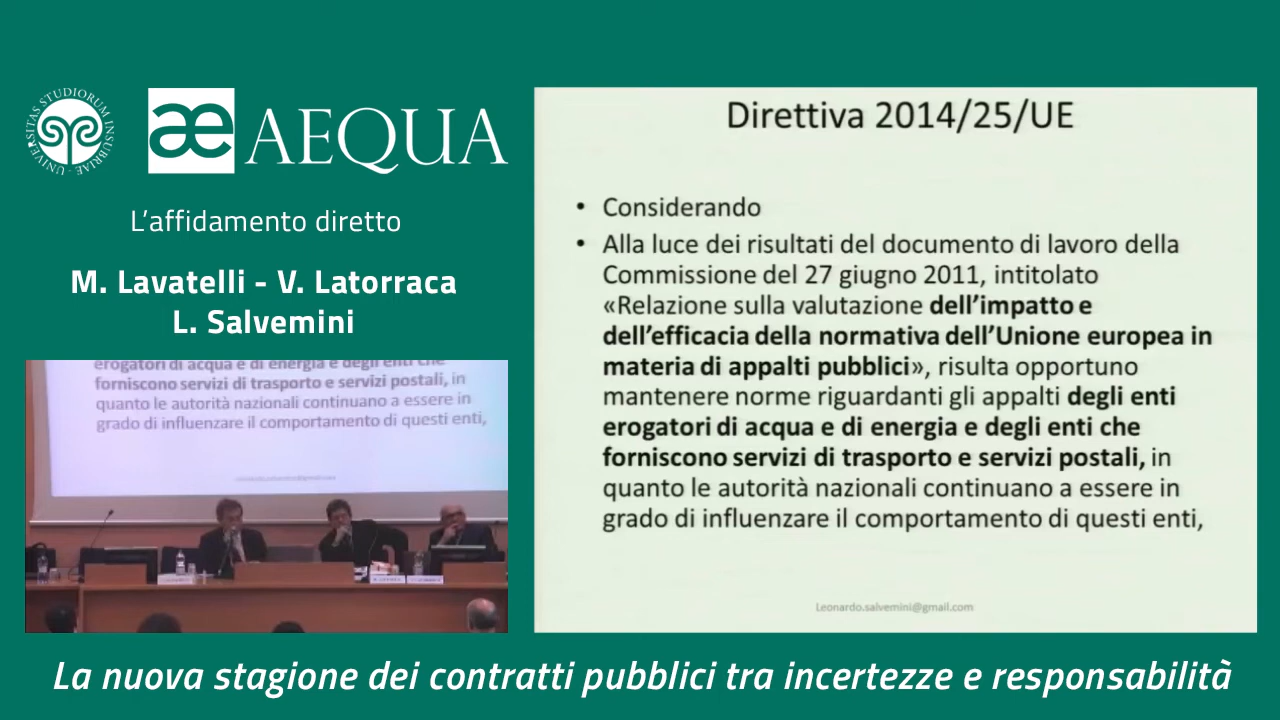 UNIVERSITAS STUDIORUM INSUBRIAE
æ AEQUA
L'affidamento diretto
M. Lavatelli - V. Latorraca
L. Salvemini
erogatori di acqua e di energia e degli enti che
forniscono servizi di trasporto e servizi postali, in
quanto le autorità nazionali continuano a essere in
grado di influenzare il comportamento di questi enti,
Direttiva 2014/25/UE
• Considerando
• Alla luce dei risultati del documento di lavoro della
Commissione del 27 giugno 2011, intitolato
«Relazione sulla valutazione dell'impatto e
dell'efficacia della normativa dell'Unione europea in
materia di appalti pubblici», risulta opportuno
mantenere norme riguardanti gli appalti degli enti
erogatori di acqua e di energia e degli enti che
forniscono servizi di trasporto e servizi postali, in
quanto le autorità nazionali continuano a essere in
grado di influenzare il comportamento di questi enti,
Leonardo.salvemini@gmail.com
La nuova stagione dei contratti pubblici tra incertezze e responsabilità